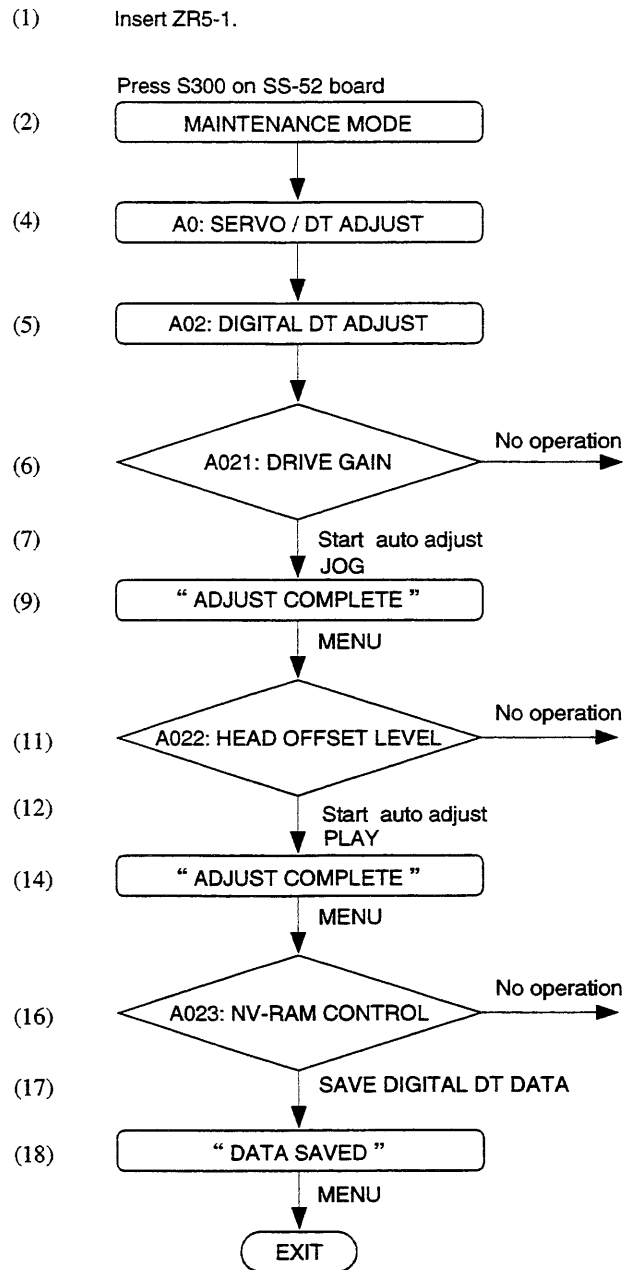 (1) Insert ZR5-1.
Press S300 on SS-52 board
(2) MAINTENANCE MODE
(4) A0: SERVO / DT ADJUST
(5) A02: DIGITAL DT ADJUST
No operation
(6) A021: DRIVE GAIN
(7) Start auto adjust
JOG
(9) “ ADJUST COMPLETE ”
MENU
No operation
(11) A022: HEAD OFFSET LEVEL
(12) Start auto adjust
PLAY
(14) “ ADJUST COMPLETE ”
MENU
No operation
(16) A023: NV-RAM CONTROL
(17) SAVE DIGITAL DT DATA
(18) “ DATA SAVED ”
MENU
EXIT